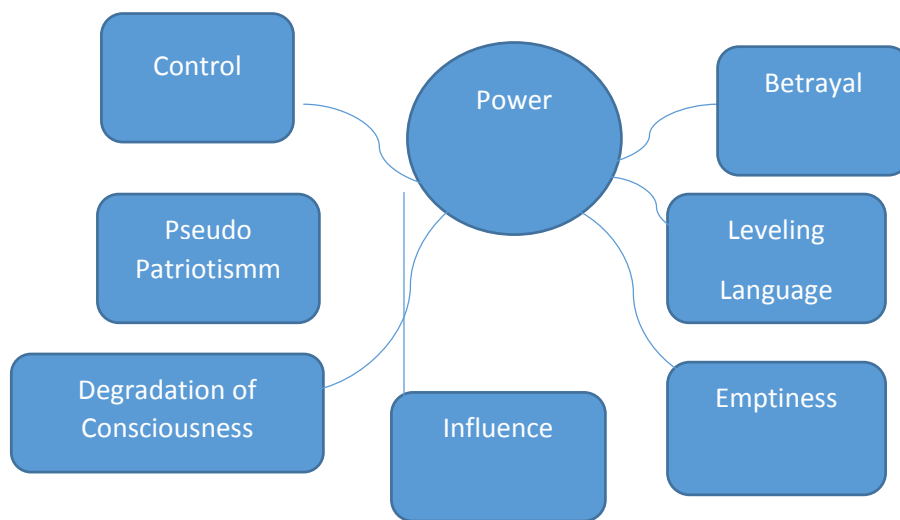 Control
Power
Betrayal
Pseudo
Patriotismm
Leveling
Language
Degradation of
Consciousness
Influence
Emptiness